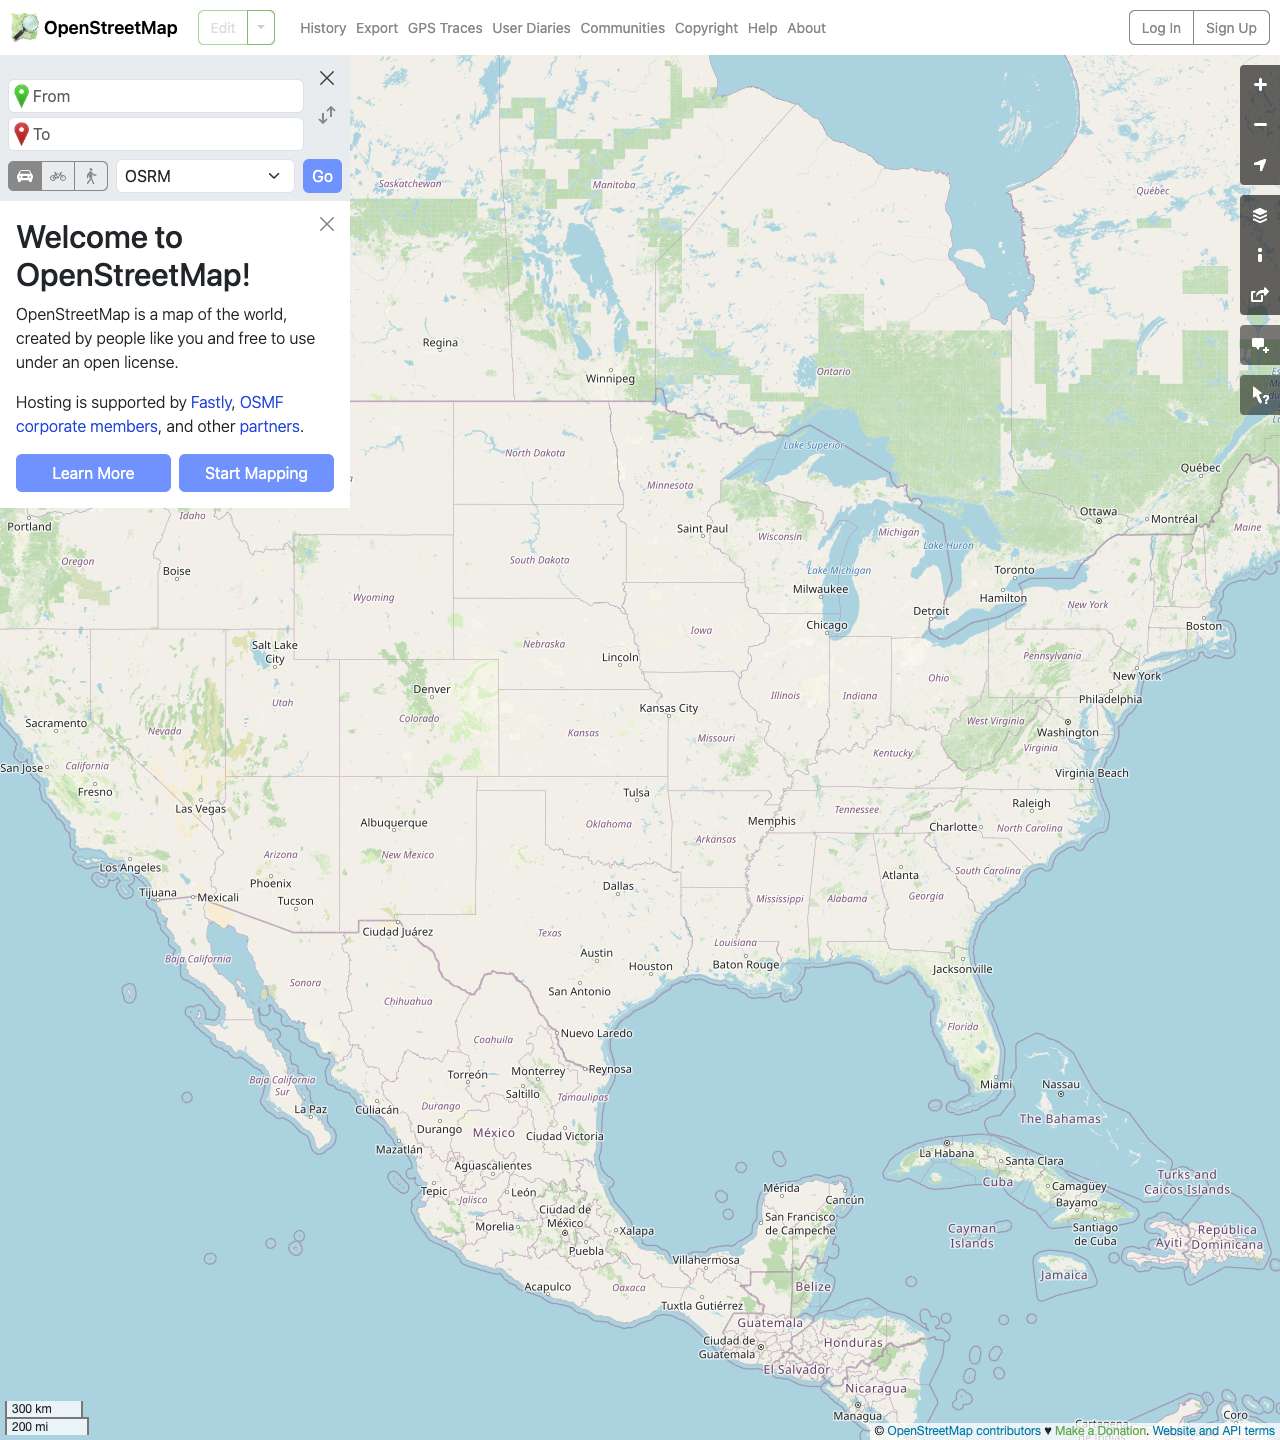 OpenStreetMap
Edit
History Export GPS Traces User Diaries Communities Copyright Help About
Log In Sign Up
From
To
OSRM
Go
Welcome to
OpenStreetMap!
OpenStreetMap is a map of the world,
created by people like you and free to use
under an open license.
Hosting is supported by Fastly, OSMF
corporate members, and other partners.
Learn More Start Mapping
Saskatchewan
Manitoba
Québec
Regina
Winnipeg
Ontario
North Dakota
Lake Superior
Minnesota
Québec
Portland
Idaho
Saint Paul
Wisconsin
Michigan
Ottawa
Montréal
Maine
Oregon
Boise
South Dakota
Lake Huron
Lake Michigan
Toronto
Wyoming
Milwaukee
Hamilton
New York
Detroit
Chicago
Boston
Iowa
Nebraska
Salt Lake
City
Lincoln
Pennsylvania
New York
Denver
Utah
Illinois
Indiana
Ohio
Philadelphia
Kansas City
Sacramento
Nevada
Colorado
Kansas
Missouri
West Virginia
Washington
Kentucky
Virginia
San Jose
California
Virginia Beach
Fresno
Las Vegas
Tulsa
Raleigh
Tennessee
Albuquerque
Oklahoma
Memphis
Charlotte
North Carolina
Arkansas
Arizona
New Mexico
Los Angeles
South Carolina
Phoenix
Dallas
Atlanta
Tijuana
Mexicali
Tucson
Mississippi
Alabama
Georgia
Ciudad Juárez
Texas
Louisiana
Austin
Baja California
Houston
Baton Rouge
Jacksonville
Sonora
San Antonio
Chihuahua
Florida
Nuevo Laredo
Coahuila
Torreón
Monterrey
Reynosa
Baja California
Sur
Saltillo
Tamaulipas
Miami
Nassau
La Paz
Culiacán
Durango
The Bahamas
Durango
México
Ciudad Victoria
Mazatlán
La Habana
Santa Clara
Aguascalientes
Cuba
Camagüey
Turks and
Caicos Islands
Tepic
León
Mérida
Cancún
Jalisco
Bayamo
Ciudad de
México
San Francisco
de Campeche
Morelia
Xalapa
Cayman
Islands
Santiago
de Cuba
República
Dominicana
Ayiti
Puebla
Villahermosa
Jamaica
Acapulco
Oaxaca
Belize
Tuxtla Gutiérrez
Guatemala
Ciudad de
Guatemala
Honduras
El Salvador
Nicaragua
Managua
Coro
300 km
200 mi
© OpenStreetMap contributors ♥ Make a Donation. Website and API terms